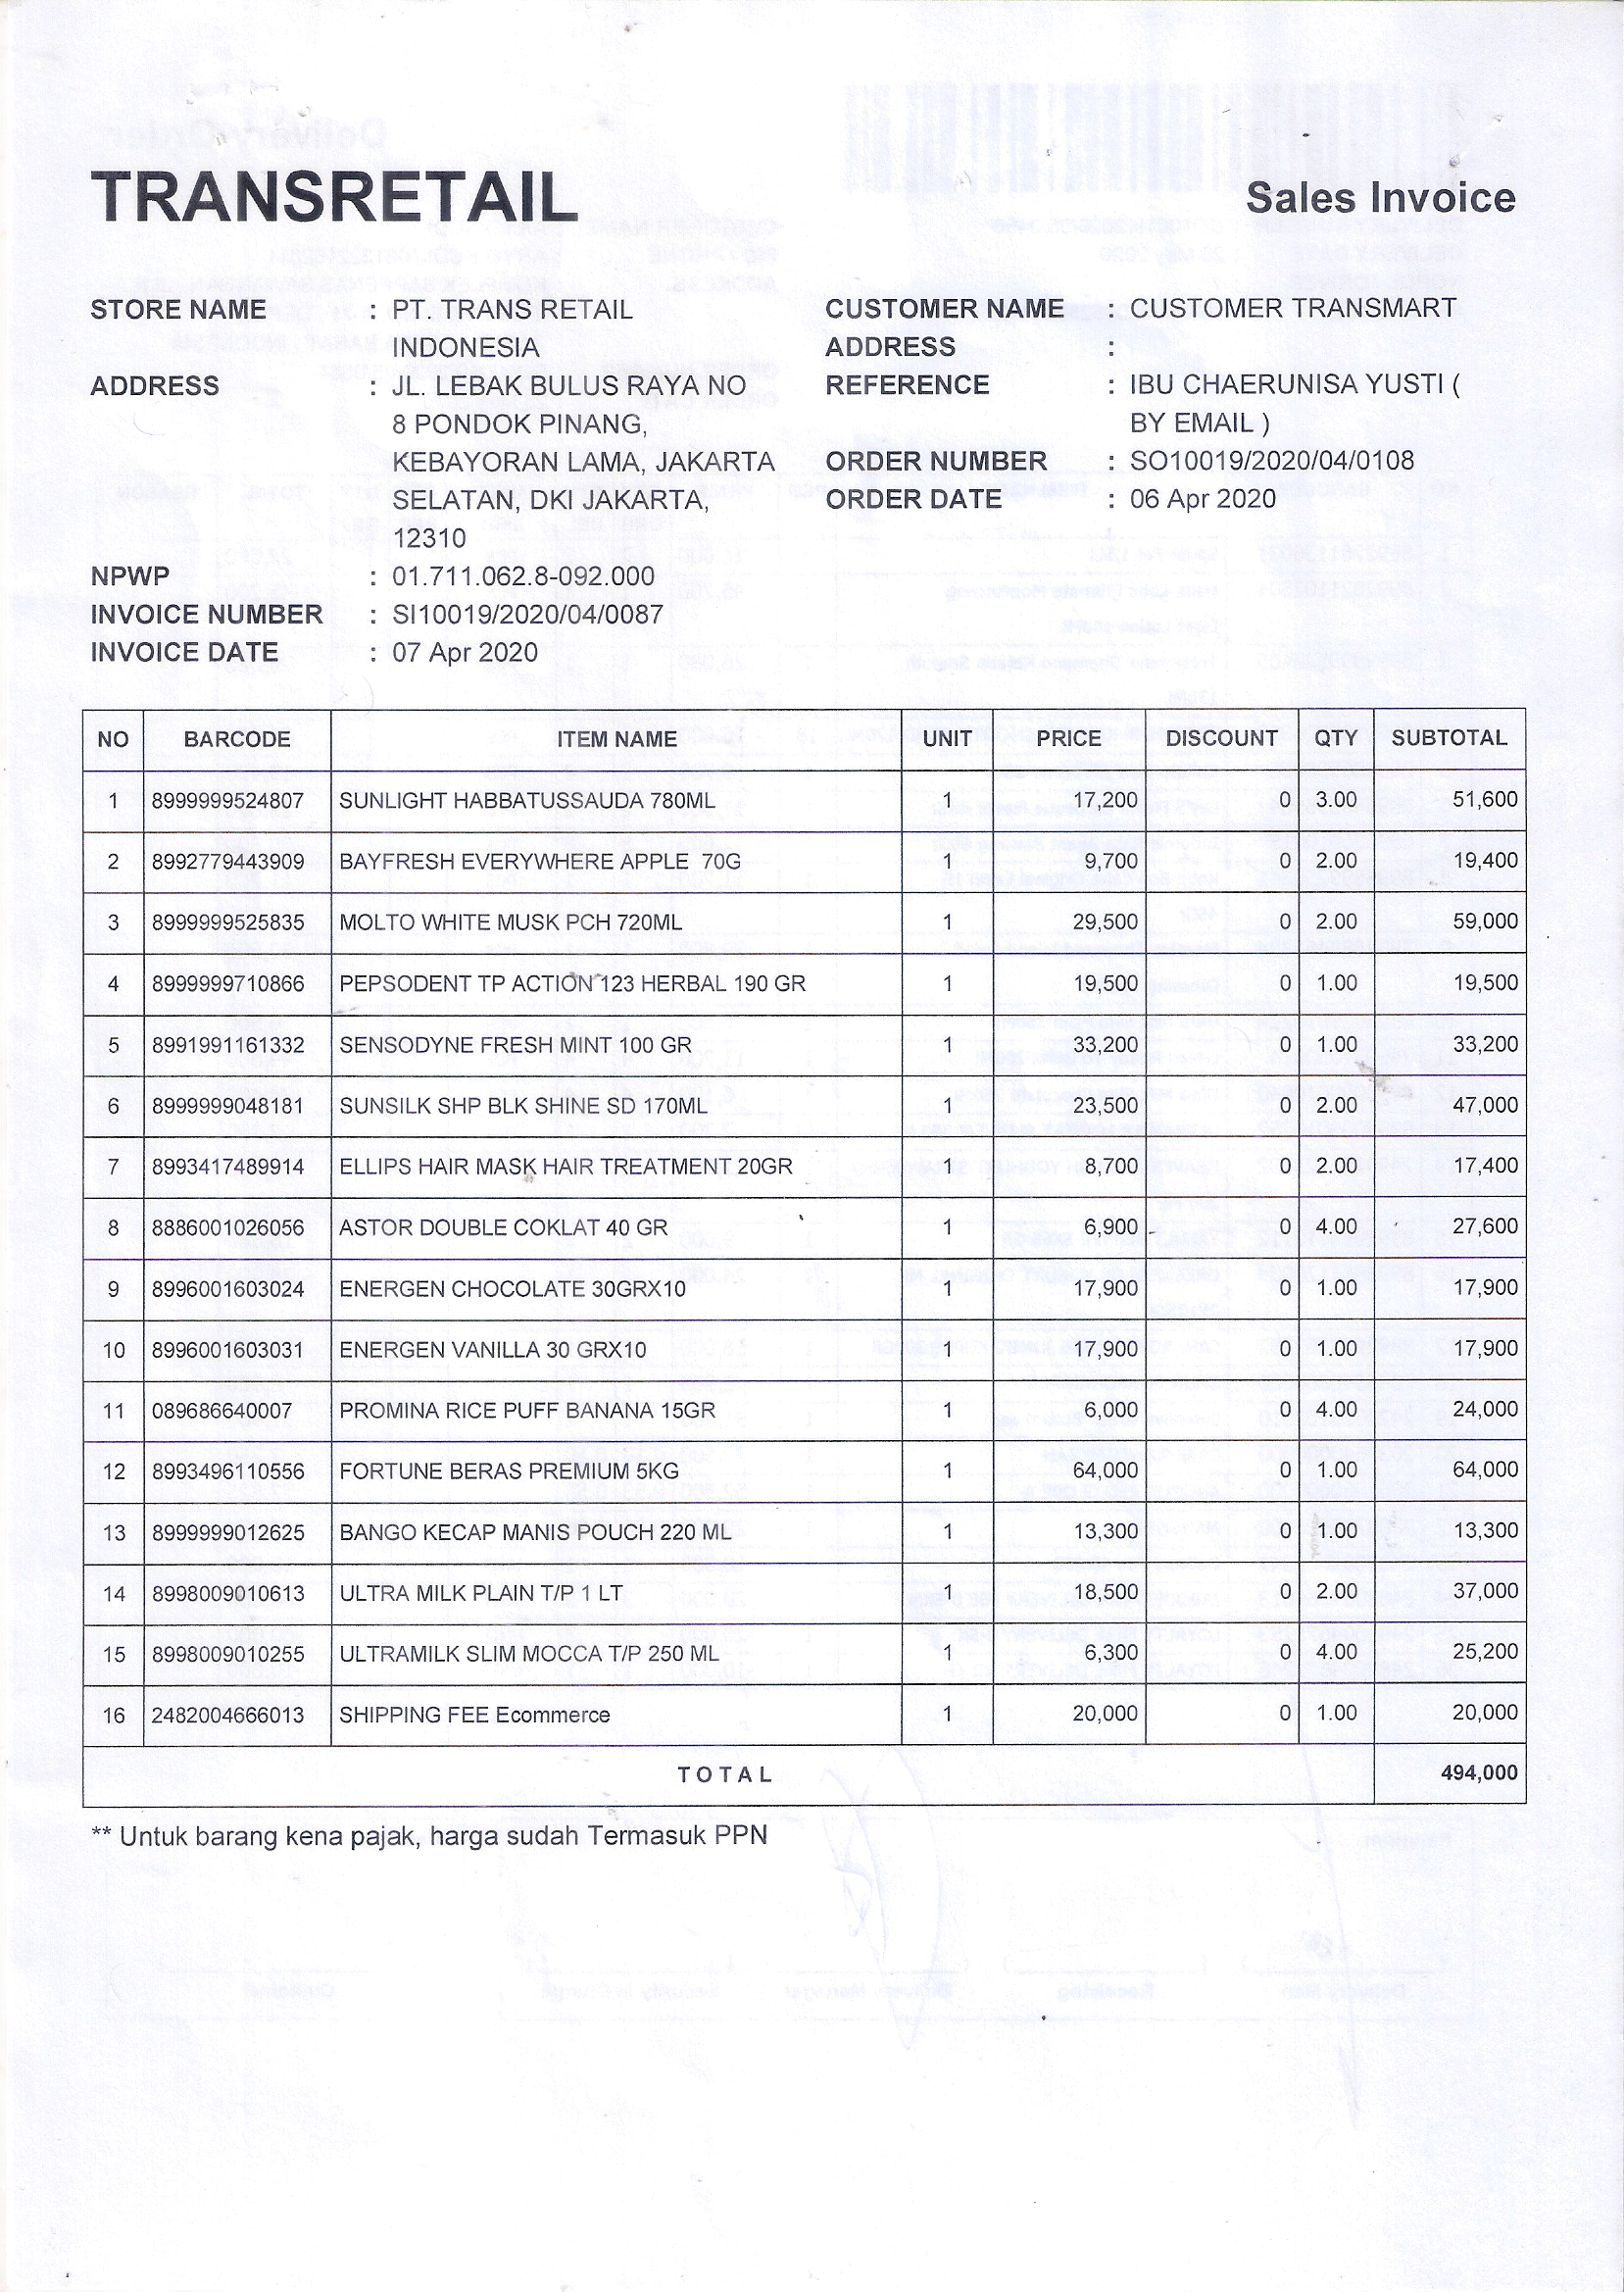 TRANSRETAIL
Sales Invoice
STORE NAME : PT. TRANS RETAIL
INDONESIA
ADDRESS : JL. LEBAK BULUS RAYA NO
8 PONDOK PINANG,
KEBAYORAN LAMA, JAKARTA
SELATAN, DKI JAKARTA,
12310
NPWP : 01.711.062.8-092.000
INVOICE NUMBER : SI10019/2020/04/0087
INVOICE DATE : 07 Apr 2020
CUSTOMER NAME : CUSTOMER TRANSMART
ADDRESS :
REFERENCE : IBU CHAERUNISA YUSTI (
BY EMAIL )
ORDER NUMBER : SO10019/2020/04/0108
ORDER DATE : 06 Apr 2020
NO BARCODE ITEM NAME UNIT PRICE DISCOUNT QTY SUBTOTAL
1 8999999524807 SUNLIGHT HABBATUSSAUDA 780ML 1 17,200 0 3.00 51,600
2 8992779443909 BAYFRESH EVERYWHERE APPLE 70G 1 9,700 0 2.00 19,400
3 8999999525835 MOLTO WHITE MUSK PCH 720ML 1 29,500 0 2.00 59,000
4 8999999710866 PEPSODENT TP ACTION 123 HERBAL 190 GR 1 19,500 0 1.00 19,500
5 8991991161332 SENSODYNE FRESH MINT 100 GR 1 33,200 0 1.00 33,200
6 8999999048181 SUNSILK SHP BLK SHINE SD 170ML 1 23,500 0 2.00 47,000
7 8993417489914 ELLIPS HAIR MASK HAIR TREATMENT 20GR 1 8,700 0 2.00 17,400
8 8886001026056 ASTOR DOUBLE COKLAT 40 GR 1 6,900 0 4.00 27,600
9 8996001603024 ENERGEN CHOCOLATE 30GRX10 1 17,900 0 1.00 17,900
10 8996001603031 ENERGEN VANILLA 30 GRX10 1 17,900 0 1.00 17,900
11 089686640007 PROMINA RICE PUFF BANANA 15GR 1 6,000 0 4.00 24,000
12 8993496110556 FORTUNE BERAS PREMIUM 5KG 1 64,000 0 1.00 64,000
13 8999999012625 BANGO KECAP MANIS POUCH 220 ML 1 13,300 0 1.00 13,300
14 8998009010613 ULTRA MILK PLAIN T/P 1 LT 1 18,500 0 2.00 37,000
15 8998009010255 ULTRAMILK SLIM MOCCA T/P 250 ML 1 6,300 0 4.00 25,200
16 2482004666013 SHIPPING FEE Ecommerce 1 20,000 0 1.00 20,000
TOTAL 494,000
** Untuk barang kena pajak, harga sudah Termasuk PPN